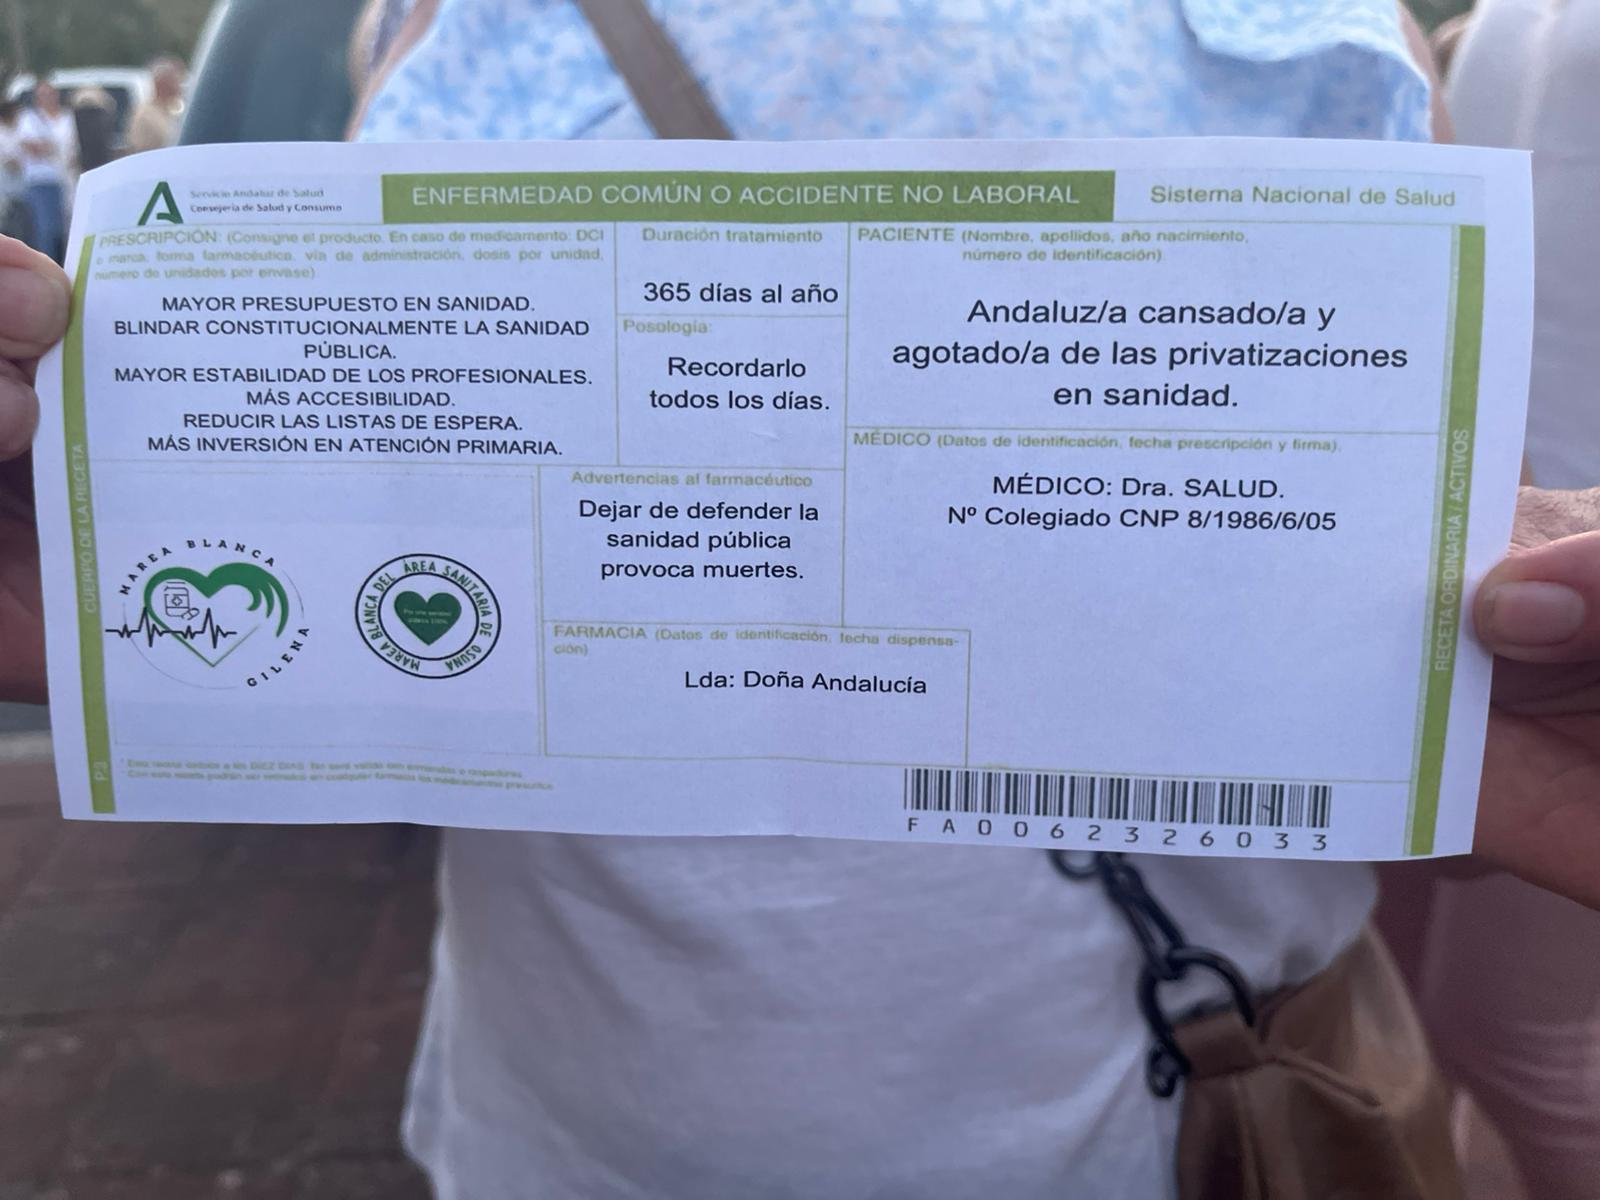 Servicio Andaluz de Salud
Consejería de Salud y Consumo
ENFERMEDAD COMÚN O ACCIDENTE NO LABORAL
Sistema Nacional de Salud
PRESCRIPCIÓN: (Consigne el producto. En caso de medicamento: DCI
o marca, forma farmacéutica, vía de administración, dosis por unidad,
número de unidades por envase)
MAYOR PRESUPUESTO EN SANIDAD.
BLINDAR CONSTITUCIONALMENTE LA SANIDAD
PÚBLICA.
MAYOR ESTABILIDAD DE LOS PROFESIONALES.
MÁS ACCESIBILIDAD.
REDUCIR LAS LISTAS DE ESPERA.
MÁS INVERSIÓN EN ATENCIÓN PRIMARIA.
Duración tratamiento
365 días al año
Posología:
Recordarlo
todos los días.
PACIENTE (Nombre, apellidos, año nacimiento,
número de identificación)
Andaluz/a cansado/a y
agotado/a de las privatizaciones
en sanidad.
MÉDICO (Datos de identificación, fecha prescripción y firma).
MÉDICO: Dra. SALUD.
Nº Colegiado CNP 8/1986/6/05
Advertencias al farmacéutico
Dejar de defender la
sanidad pública
provoca muertes.
FARMACIA (Datos de identificación, fecha dispensa-
ción)
Lda: Doña Andalucía
MAREA BLANCA
GILENA
MAREA BLANCA DEL ÁREA SANITARIA DE OSUNA
CUERPO DE LA RECETA
P3
RECETA ORDINARIA / ACTIVOS
FA0062326033